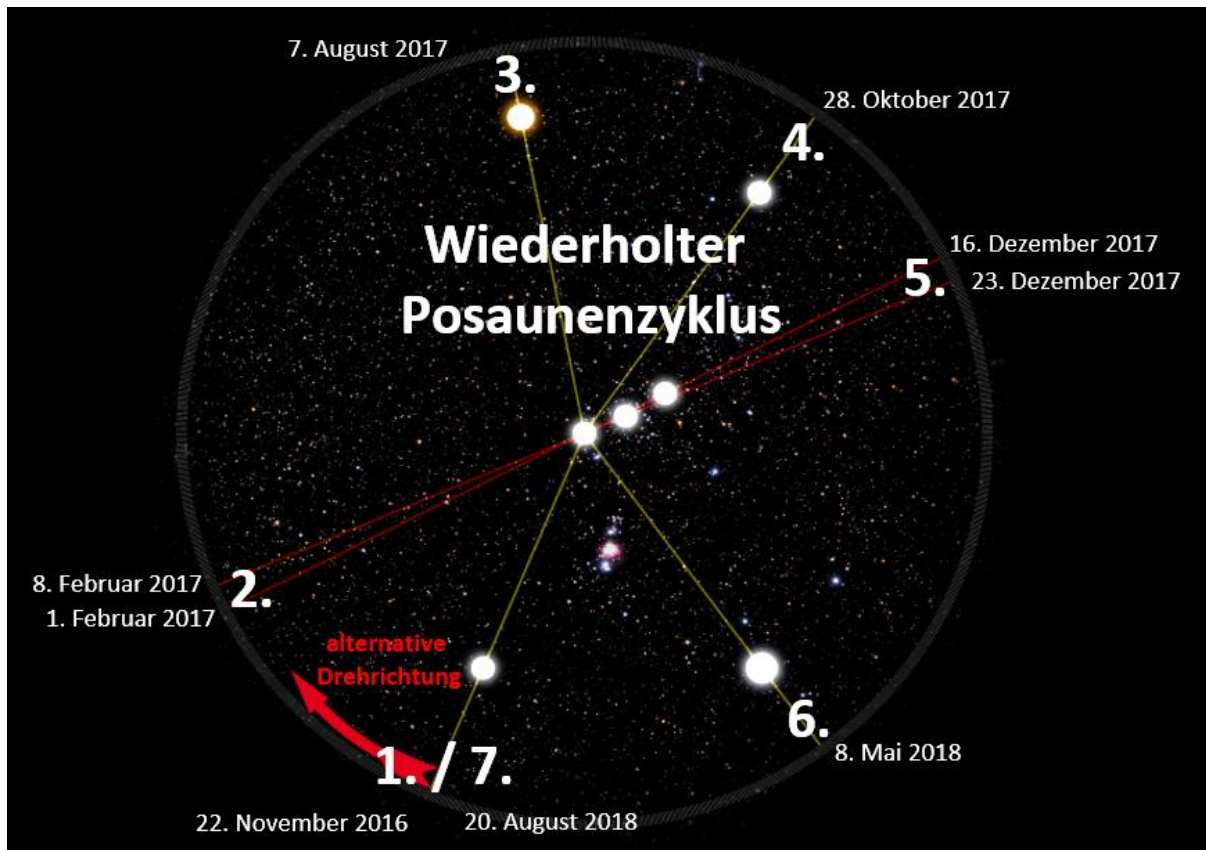 7. August 2017
3.
28. Oktober 2017
4.
Wiederholter
Posaunenzyklus
16. Dezember 2017
5.
23. Dezember 2017
8. Februar 2017
2.
1. Februar 2017
alternative
Drehrichtung
6.
8. Mai 2018
1. / 7.
22. November 2016
20. August 2018